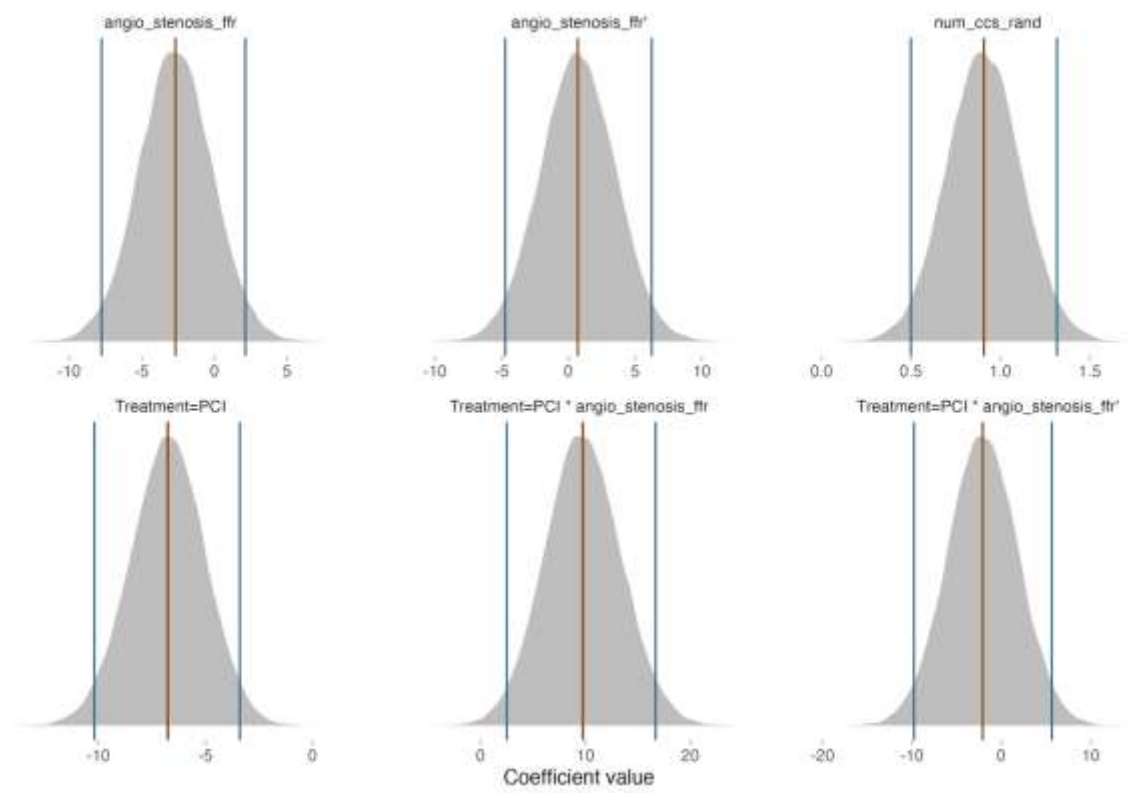 angio_stenosis_ffr angio_stenosis_ffr' num_ccs_rand
-10 -5 0 5 -10 -5 0 5 10 0.0 0.5 1.0 1.5
Treatment=PCI Treatment=PCI * angio_stenosis_ffr Treatment=PCI * angio_stenosis_ffr'
-10 -5 0 0 10 20 -20 -10 0 10
Coefficient value